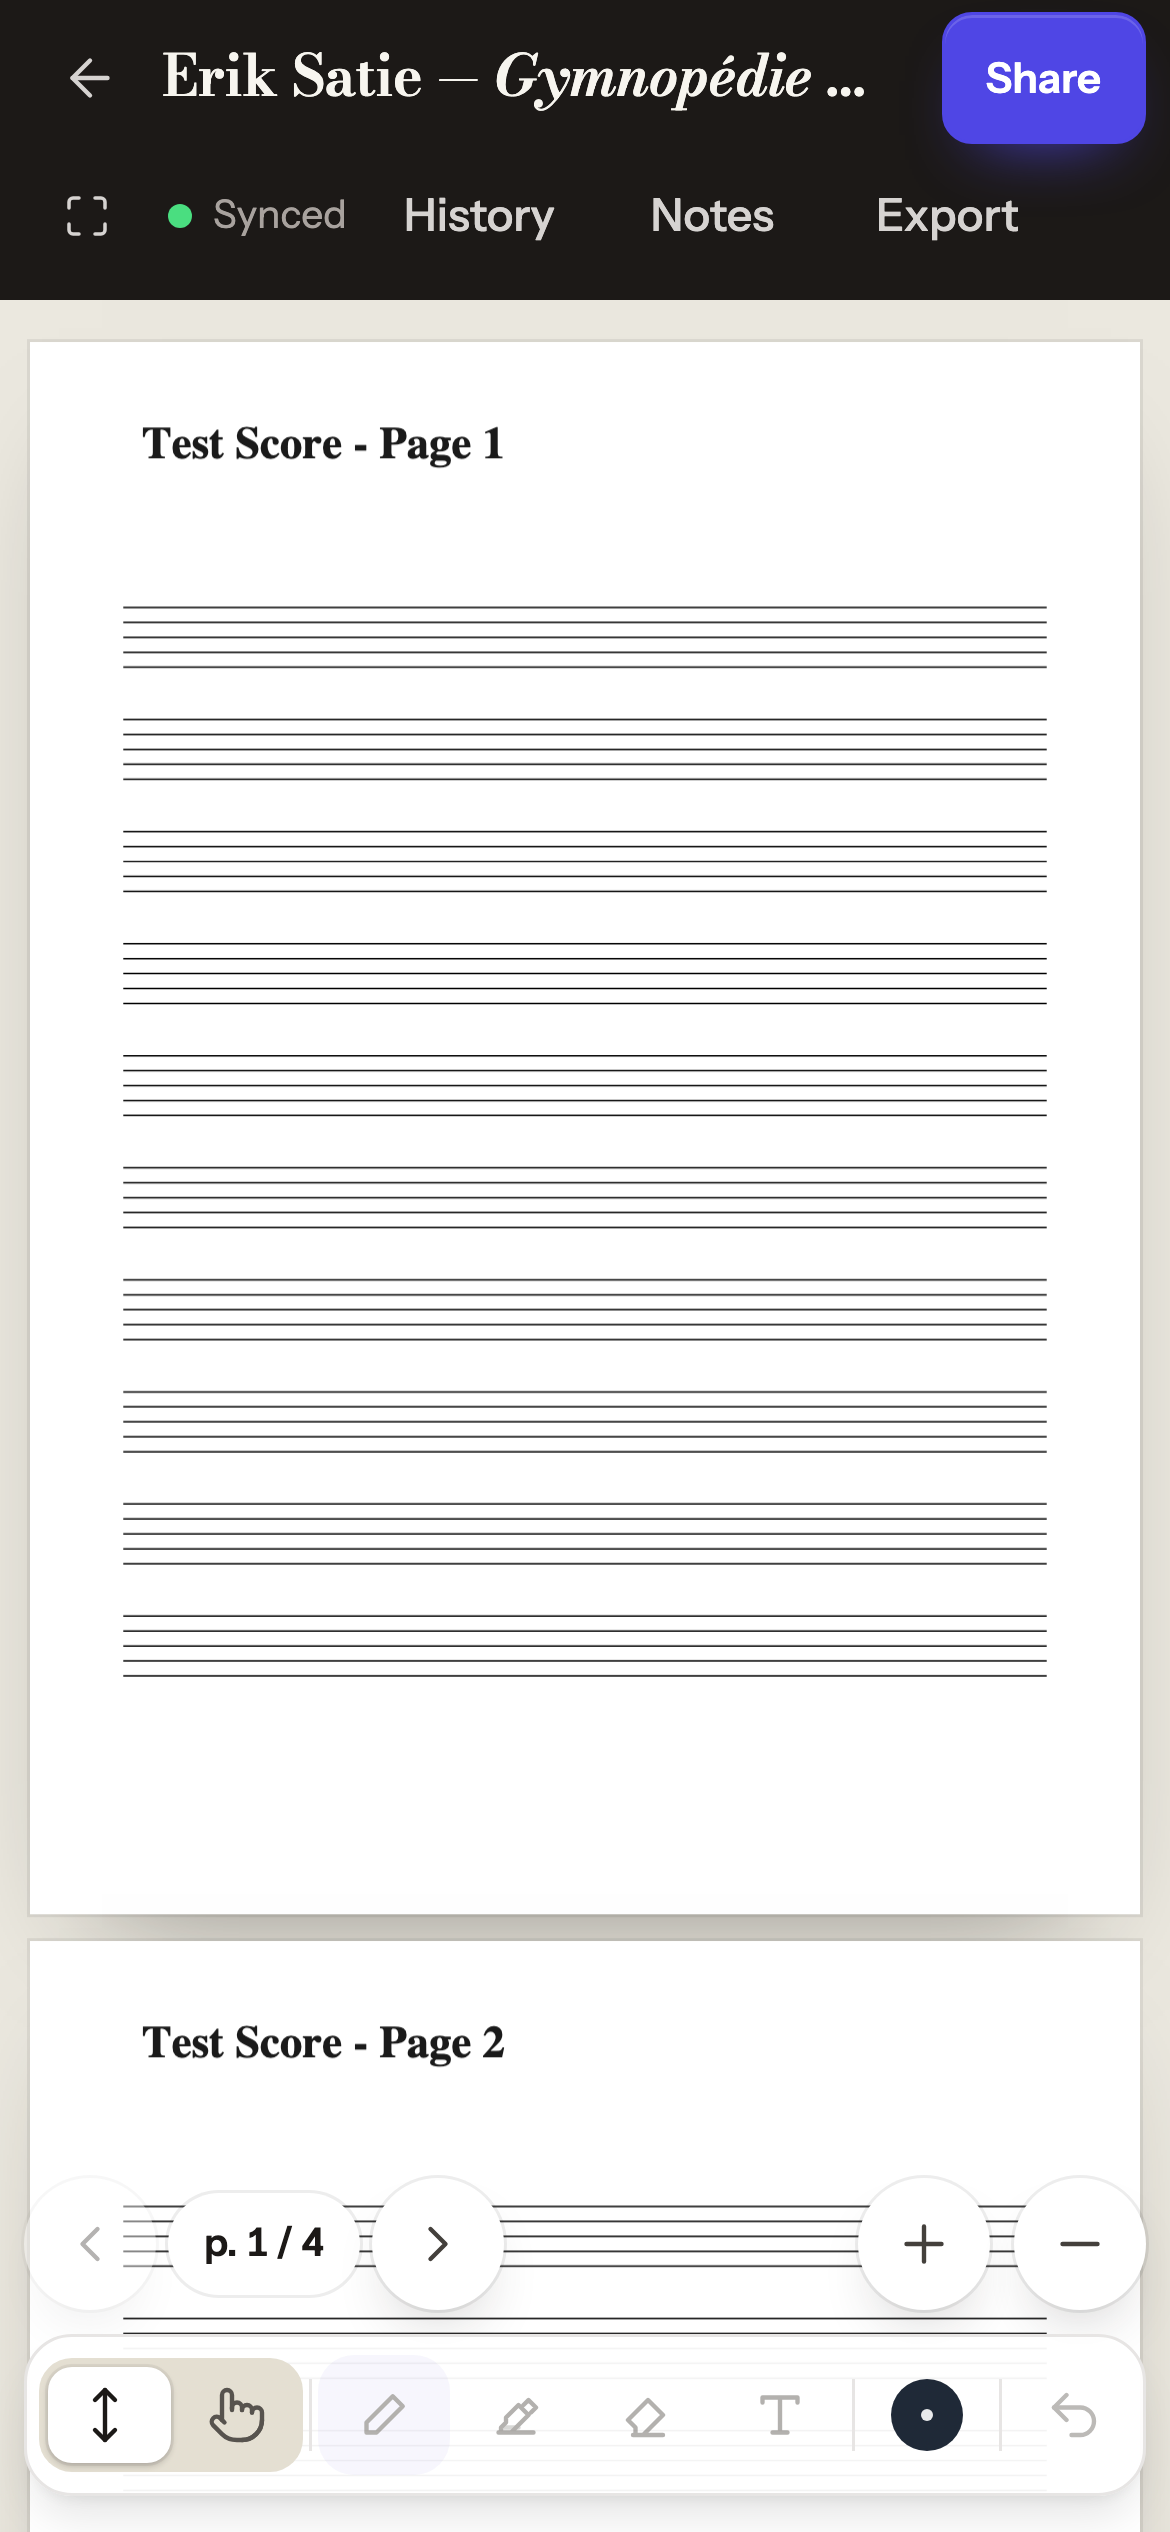 Erik Satie — Gymnopédie ...
Share
Synced
History
Notes
Export
Test Score - Page 1
Test Score - Page 2
p. 1 / 4